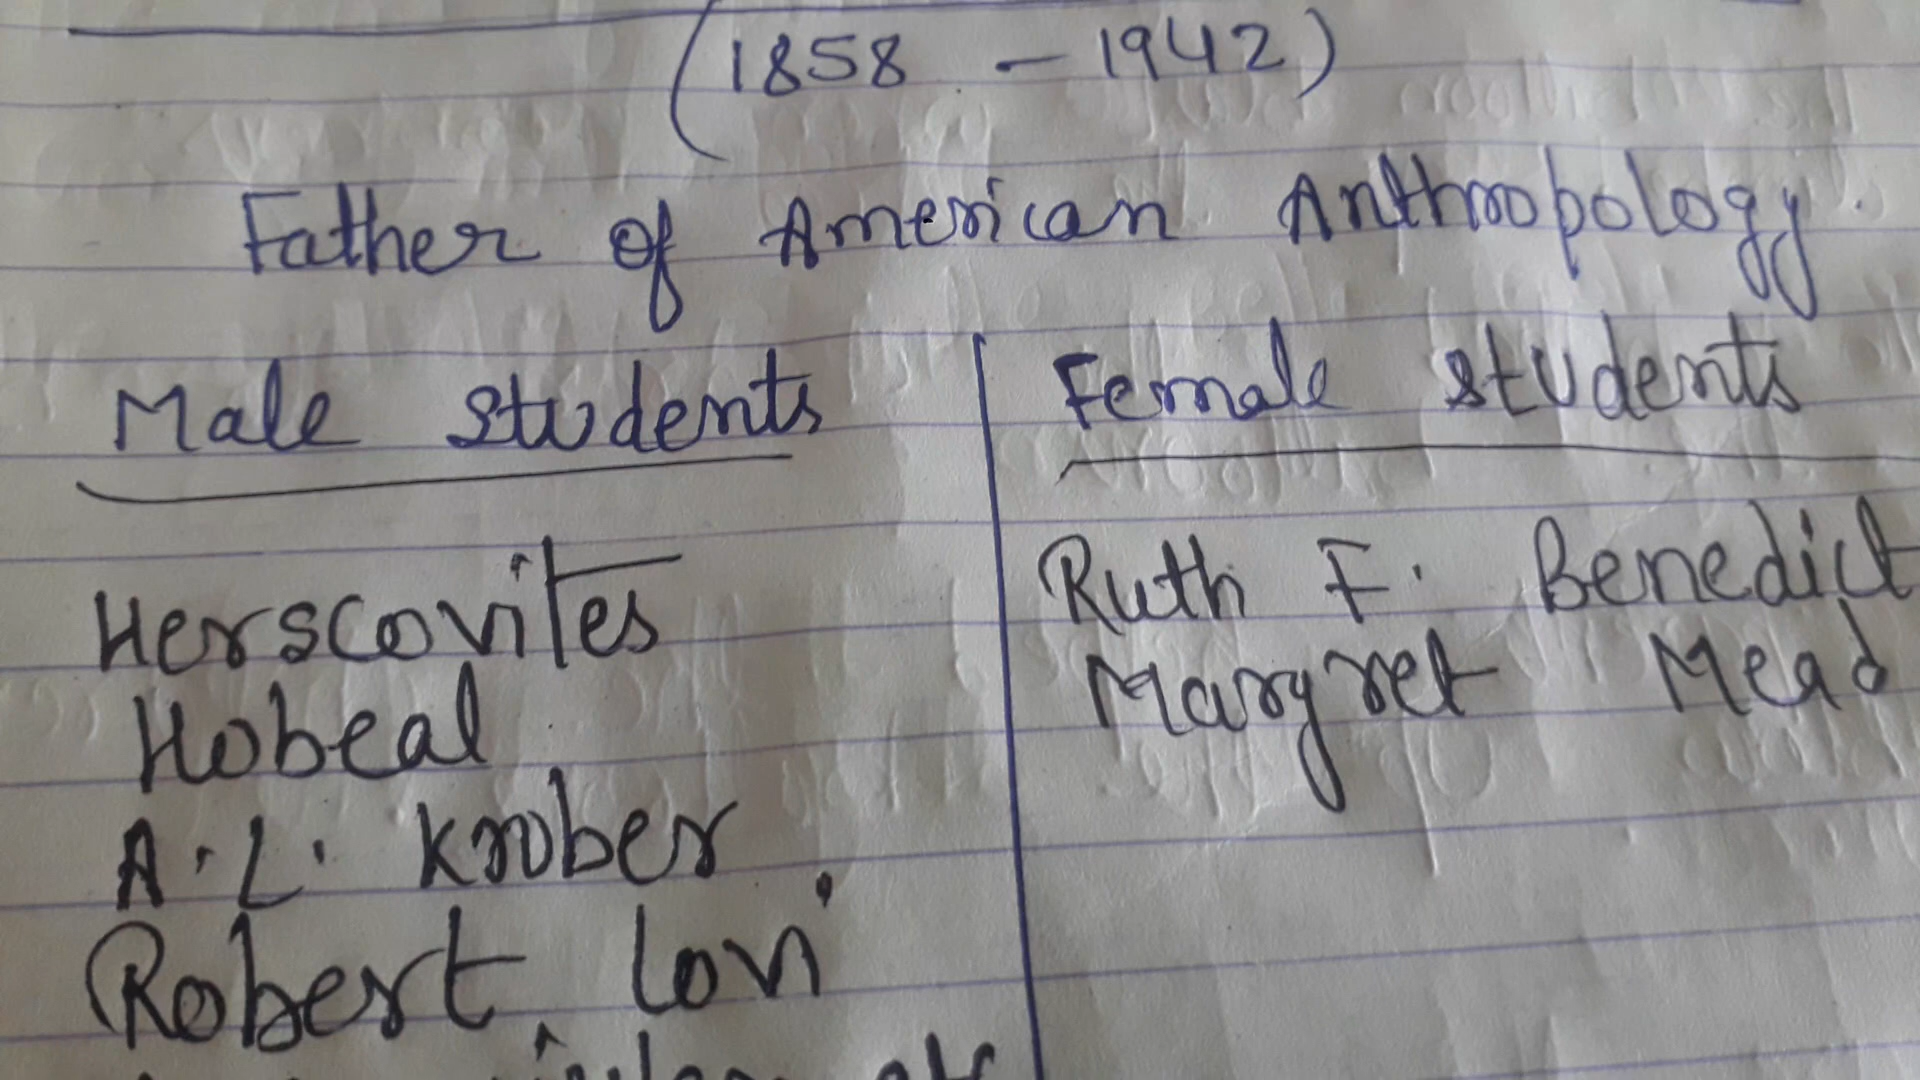 (1858 - 1942)
Father of American Anthropology.
Male students
Female students
Herscovites
Hobeal
A.L. Krober
Robert Lovi
Ruth F. Benedict
Margret Mead